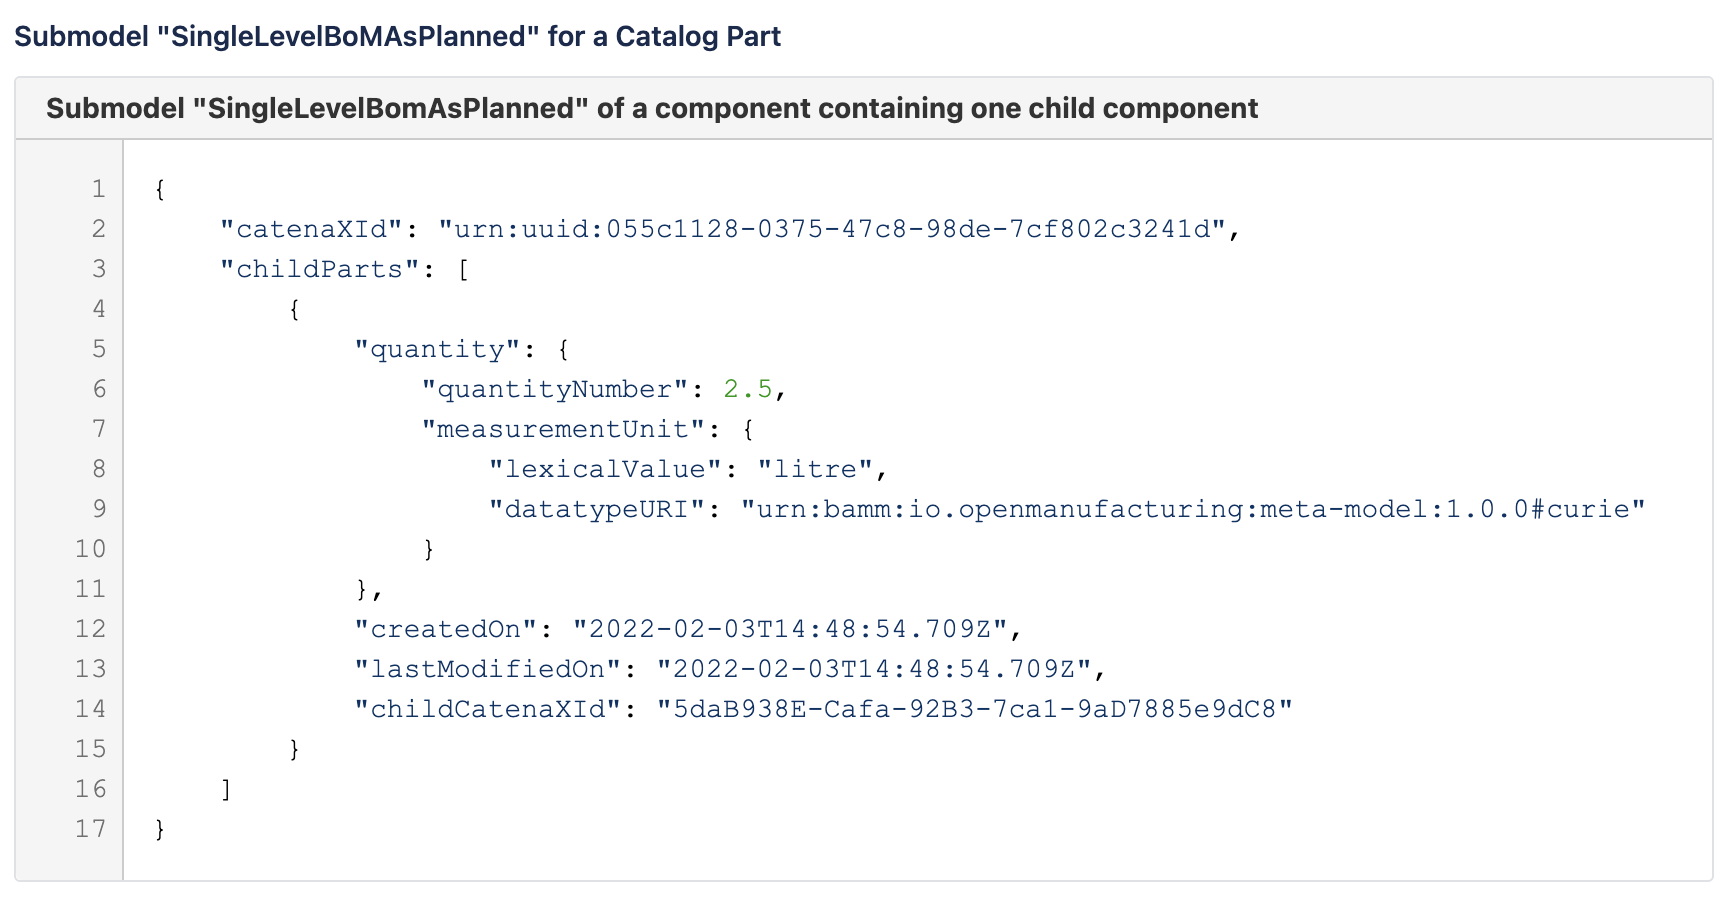 Submodel "SingleLevelBoMAsPlanned" for a Catalog Part
Submodel "SingleLevelBomAsPlanned" of a component containing one child component
1 {
2 "catenaXId": "urn:uuid:055c1128-0375-47c8-98de-7cf802c3241d",
3 "childParts": [
4 {
5 "quantity": {
6 "quantityNumber": 2.5,
7 "measurementUnit": {
8 "lexicalValue": "litre",
9 "datatypeURI": "urn:bamm:io.openmanufacturing:meta-model:1.0.0#curie"
10 }
11 },
12 "createdOn": "2022-02-03T14:48:54.709Z",
13 "lastModifiedOn": "2022-02-03T14:48:54.709Z",
14 "childCatenaXId": "5daB938E-Cafa-92B3-7ca1-9aD7885e9dC8"
15 }
16 ]
17 }